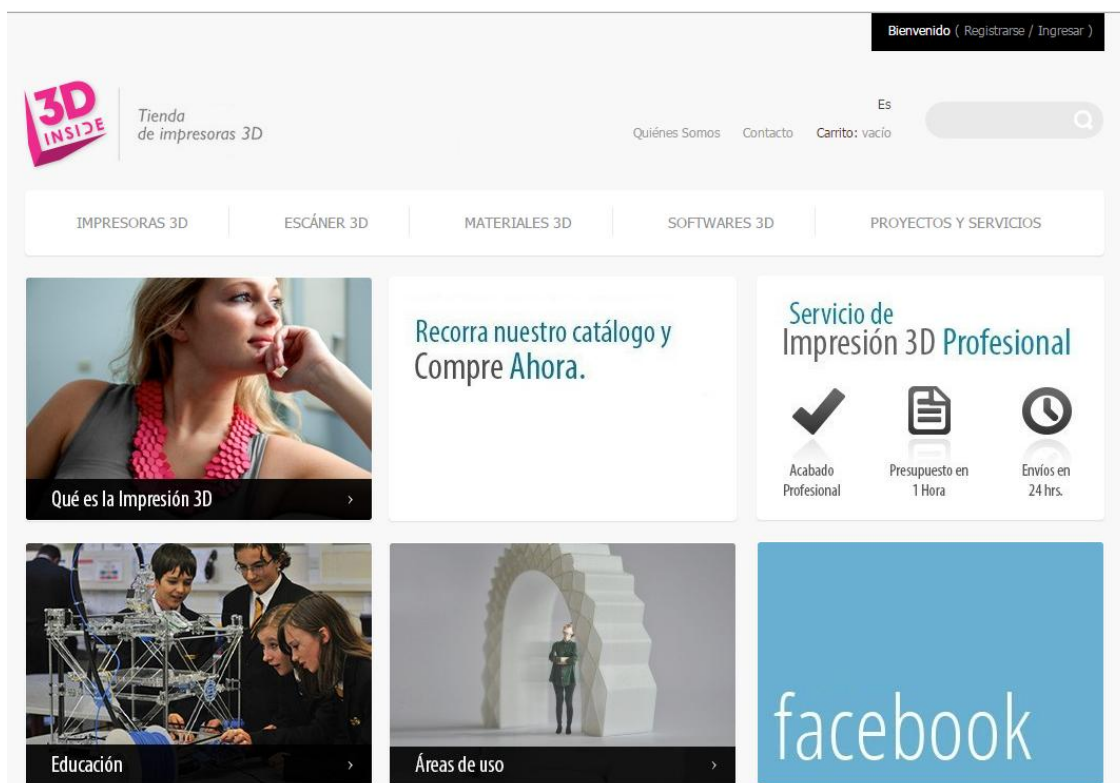 Bienvenido ( Registrarse / Ingresar )
3D
INSIDE
Tienda
de impresoras 3D
Es
Quiénes Somos Contacto Carrito: vacío
IMPRESORAS 3D ESCÁNER 3D MATERIALES 3D SOFTWARES 3D PROYECTOS Y SERVICIOS
Qué es la Impresión 3D ›
Recorra nuestro catálogo y
Compre Ahora.
Servicio de
Impresión 3D Profesional
Acabado
Profesional
Presupuesto en
1 Hora
Envíos en
24 hrs.
Educación ›
Áreas de uso ›
facebook